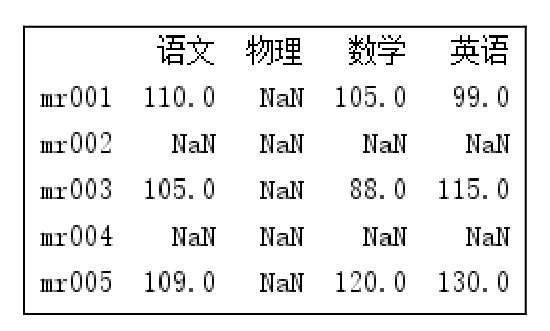 语文 物理 数学 英语
mr001 110.0 NaN 105.0 99.0
mr002 NaN NaN NaN NaN
mr003 105.0 NaN 88.0 115.0
mr004 NaN NaN NaN NaN
mr005 109.0 NaN 120.0 130.0